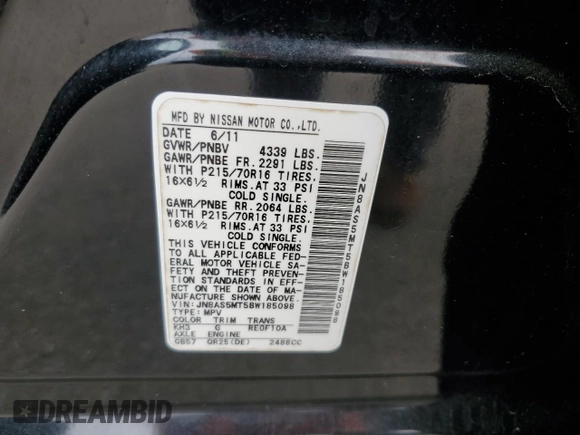 MFD BY NISSAN MOTOR CO.,LTD.
DATE 6/11
GVWR/PNBV 4339 LBS.
GAWR/PNBE FR. 2291 LBS.
WITH P215/70R16 TIRES.
16×6½ RIMS.AT 33 PSI
COLD SINGLE.
GAWR/PNBE RR. 2064 LBS.
WITH P215/70R16 TIRES.
16×6½ RIMS.AT 33 PSI
COLD SINGLE.
THIS VEHICLE CONFORMS
TO ALL APPLICABLE FED-
ERAL MOTOR VEHICLE SA-
FETY AND THEFT PREVEN-
TION STANDARDS IN EFF-
ECT ON THE DATE OF MA-
NUFACTURE SHOWN ABOVE.
VIN:JN8AS5MT5BW185098
TYPE:MPV
COLOR TRIM TRANS
KH3 G RE0F10A
AXLE ENGINE
GB57 QR25(DE) 2488CC
JN8AS5MT5BW185098
DREAMBID